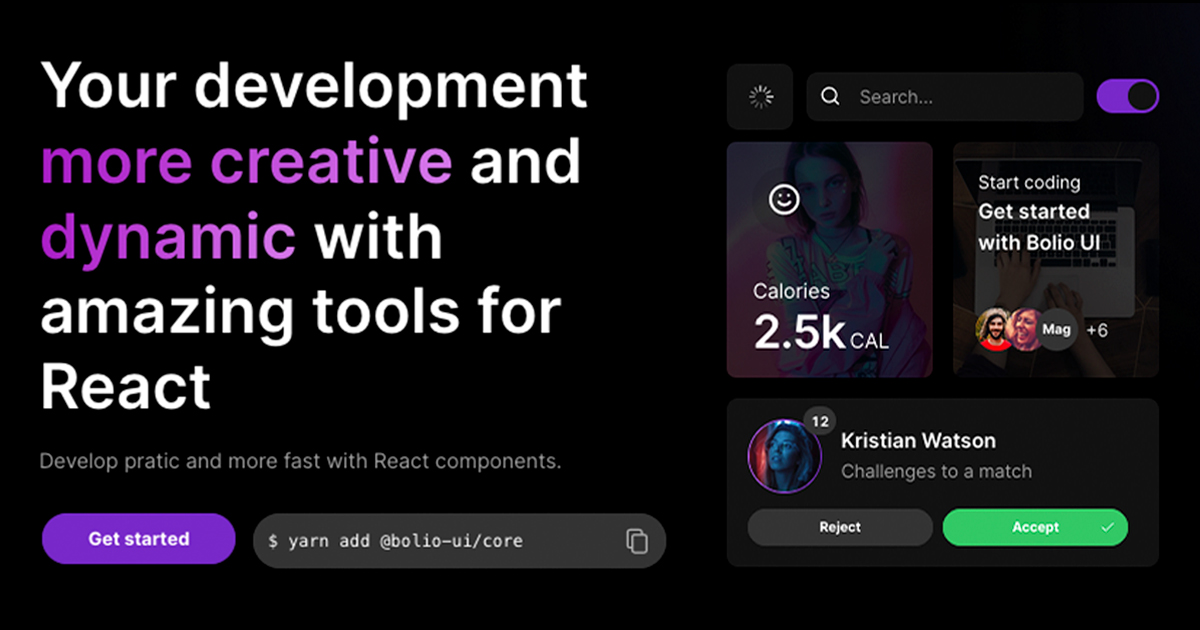 Your development
more creative and
dynamic with
amazing tools for
React
Develop pratic and more fast with React components.
Get started
$ yarn add @bolio-ui/core
Search...
Calories
2.5k CAL
Start coding
Get started
with Bolio UI
Mag +6
12
Kristian Watson
Challenges to a match
Reject
Accept